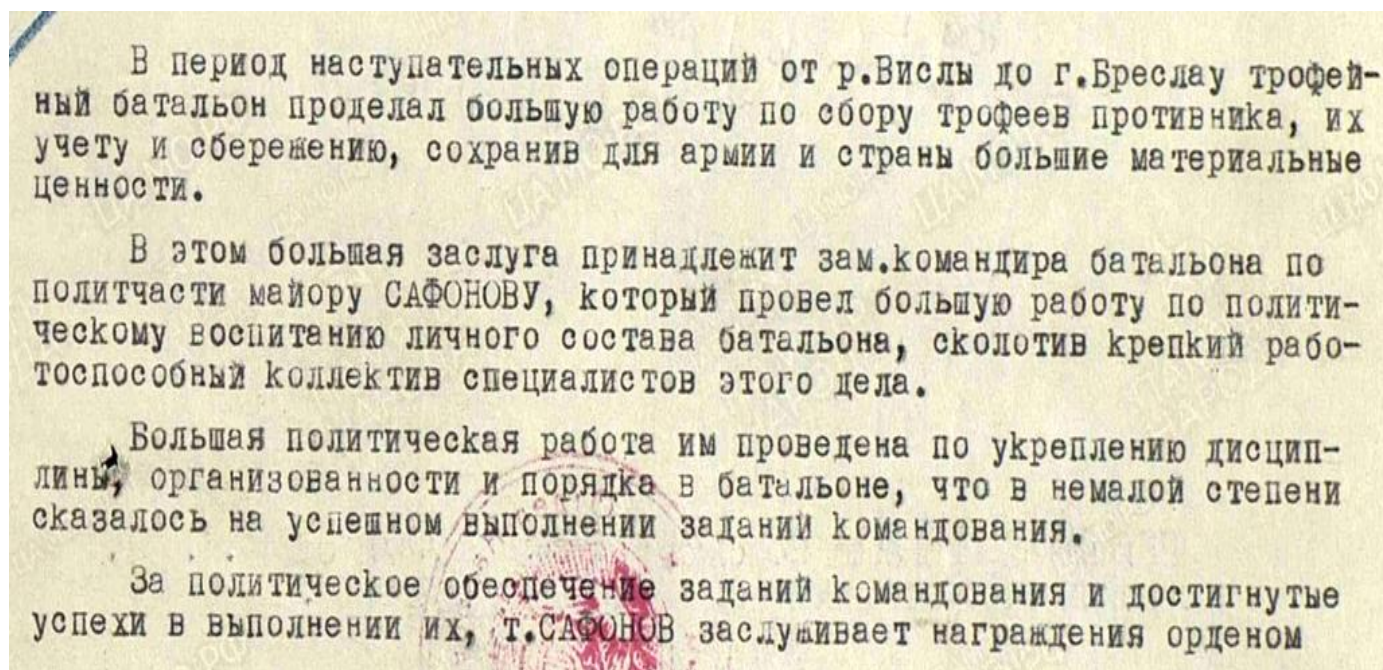 В период наступательных операций от р.Вислы до г.Бреслау трофей-
ный батальон проделал большую работу по сбору трофеев противника, их
учету и сбережению, сохранив для армии и страны большие материальные
ценности.
В этом большая заслуга принадлежит зам.командира батальона по
политчасти майору САФОНОВУ, который провел большую работу по полити-
ческому воспитанию личного состава батальона, сколотив крепкий рабо-
тоспособный коллектив специалистов этого дела.
Большая политическая работа им проведена по укреплению дисцип-
лины, организованности и порядка в батальоне, что в немалой степени
сказалось на успешном выполнении заданий командования.
За политическое обеспечение заданий командования и достигнутые
успехи в выполнении их, т.САФОНОВ заслуживает награждения орденом